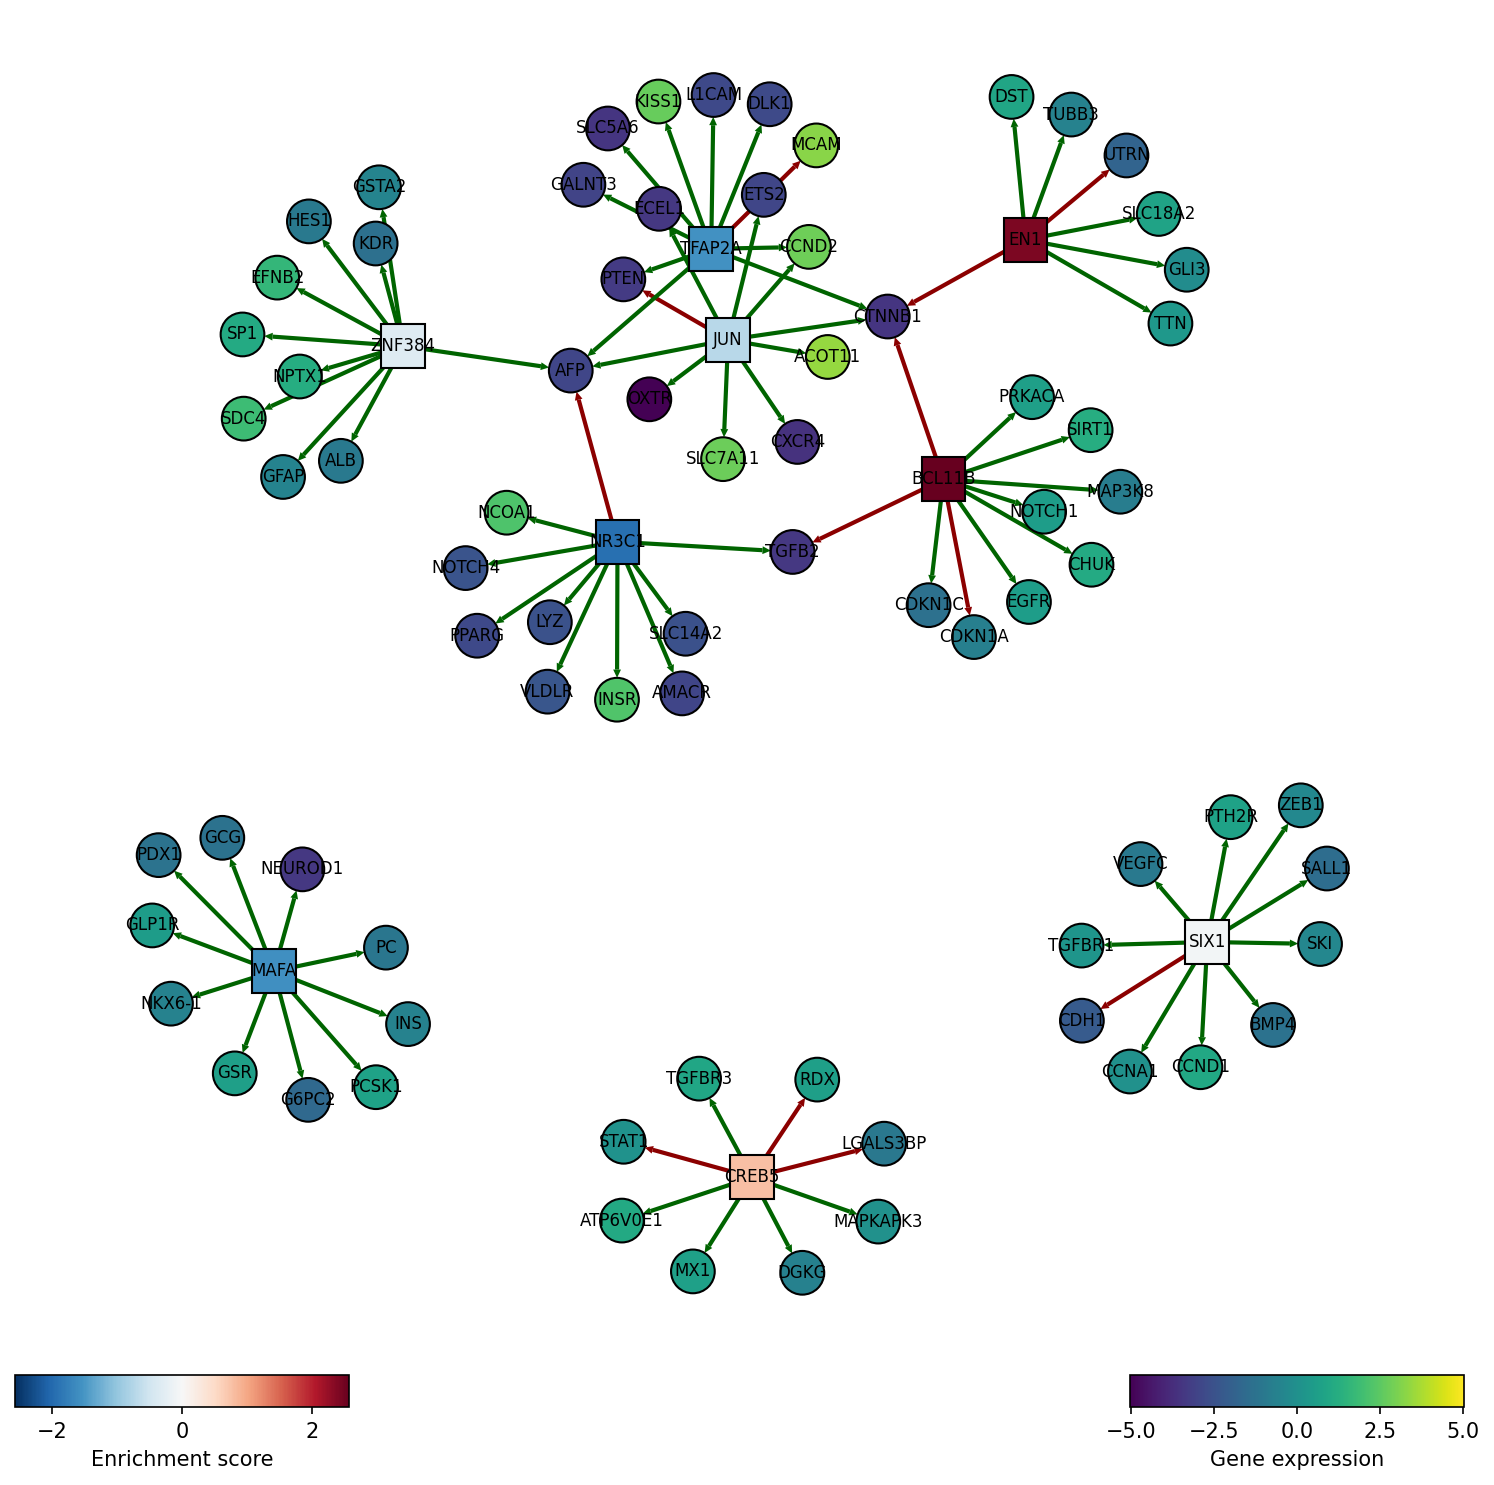 KISS1
L1CAM
DLK1
DST
TUBB3
SLC5A6
MCAM
UTRN
GSTA2
GALNT3
ETS2
ECEL1
HES1
SLC18A2
KDR
TFAP2A
CCND2
EN1
EFNB2
PTEN
GLI3
CTNNB1
TTN
SP1
ZNF384
JUN
ACOT11
NPTX1
AFP
OXTR
PRKACA
SDC4
SIRT1
CXCR4
ALB
SLC7A11
GFAP
BCL11B
MAP3K8
NCOA1
NOTCH1
NR3C1
TGFB2
NOTCH4
CHUK
CDKN1C
EGFR
LYZ
SLC14A2
PPARG
CDKN1A
VLDLR
INSR
AMACR
ZEB1
PTH2R
GCG
PDX1
NEUROD1
VEGFC
SALL1
GLP1R
PC
TGFBR1
SIX1
SKI
MAFA
NKX6-1
INS
CDH1
BMP4
GSR
PCSK1
G6PC2
CCNA1
CCND1
TGFBR3
RDX
STAT1
LGALS3BP
CREB5
ATP6V0E1
MAPKAPK3
MX1
DGKG
−2 0 2
Enrichment score
−5.0 −2.5 0.0 2.5 5.0
Gene expression